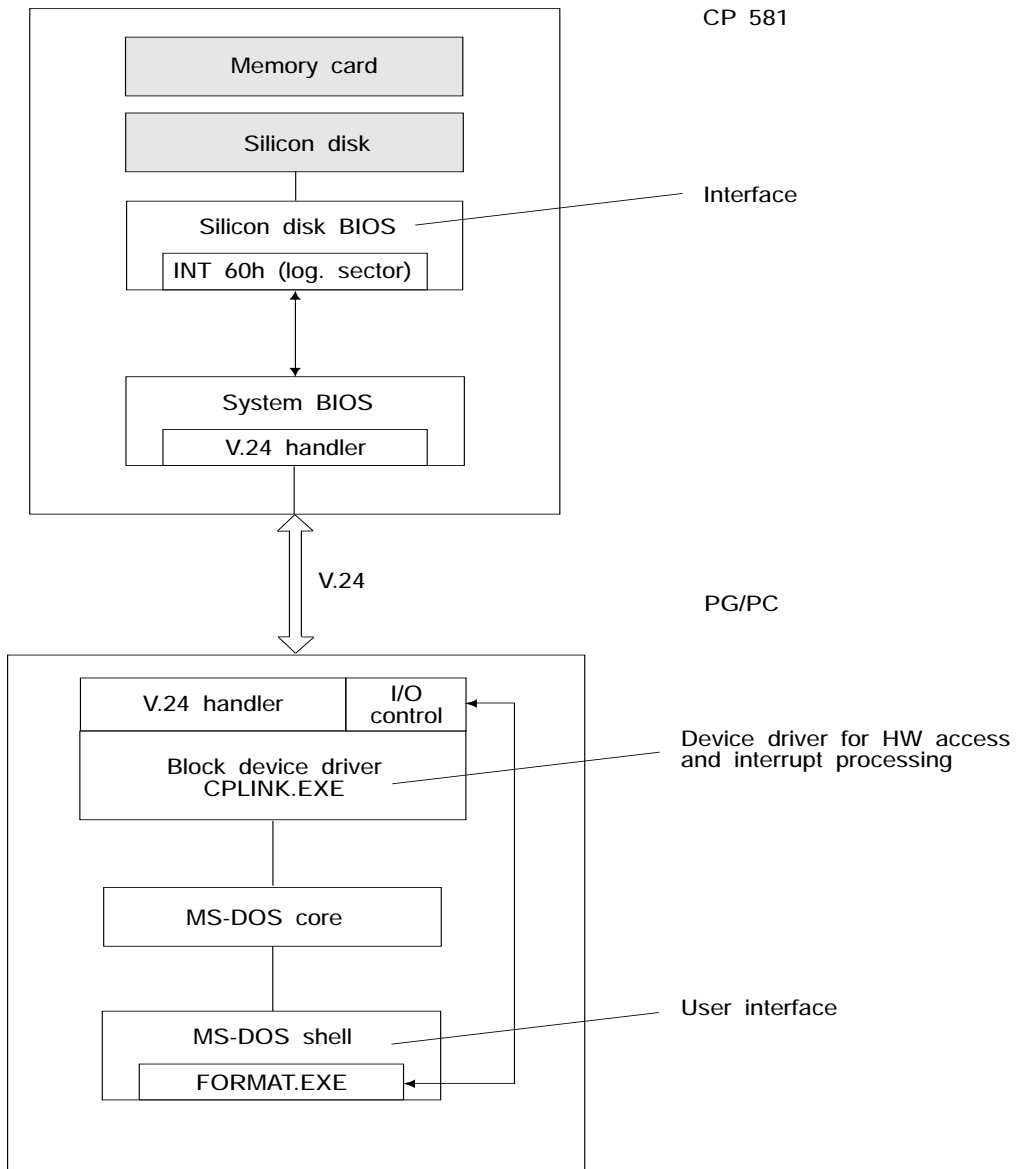 CP 581
Memory card
Silicon disk
Interface
Silicon disk BIOS
INT 60h (log. sector)
System BIOS
V.24 handler
V.24
PG/PC
V.24 handler
I/O
control
Block device driver
CPLINK.EXE
Device driver for HW access
and interrupt processing
MS-DOS core
User interface
MS-DOS shell
FORMAT.EXE